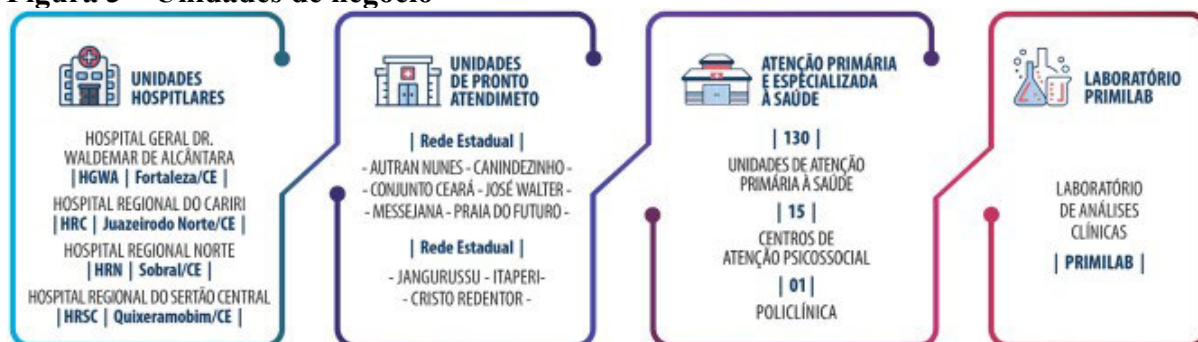 Figura 3 – Unidades de negócio
UNIDADES
HOSPITLARES
HOSPITAL GERAL DR.
WALDEMAR DE ALCÂNTARA
| HGWA | Fortaleza/CE |
HOSPITAL REGIONAL DO CARIRI
| HRC | Juazeirodo Norte/CE |
HOSPITAL REGIONAL NORTE
| HRN | Sobral/CE |
HOSPITAL REGIONAL DO SERTÃO CENTRAL
| HRSC | Quixeramobim/CE |
UNIDADES
DE PRONTO
ATENDIMETO
| Rede Estadual |
- AUTRAN NUNES - CANINDEZINHO -
- CONJUNTO CEARÁ - JOSÉ WALTER -
- MESSEJANA - PRAIA DO FUTURO -
| Rede Estadual |
- JANGURUSSU - ITAPERI-
- CRISTO REDENTOR -
ATENÇÃO PRIMÁRIA
E ESPECIALIZADA
À SAÚDE
| 130 |
UNIDADES DE ATENÇÃO
PRIMÁRIA À SAÚDE
| 15 |
CENTROS DE
ATENÇÃO PSICOSSOCIAL
| 01 |
POLICLÍNICA
LABORATÓRIO
PRIMILAB
LABORATÓRIO
DE ANÁLISES
CLÍNICAS
| PRIMILAB |